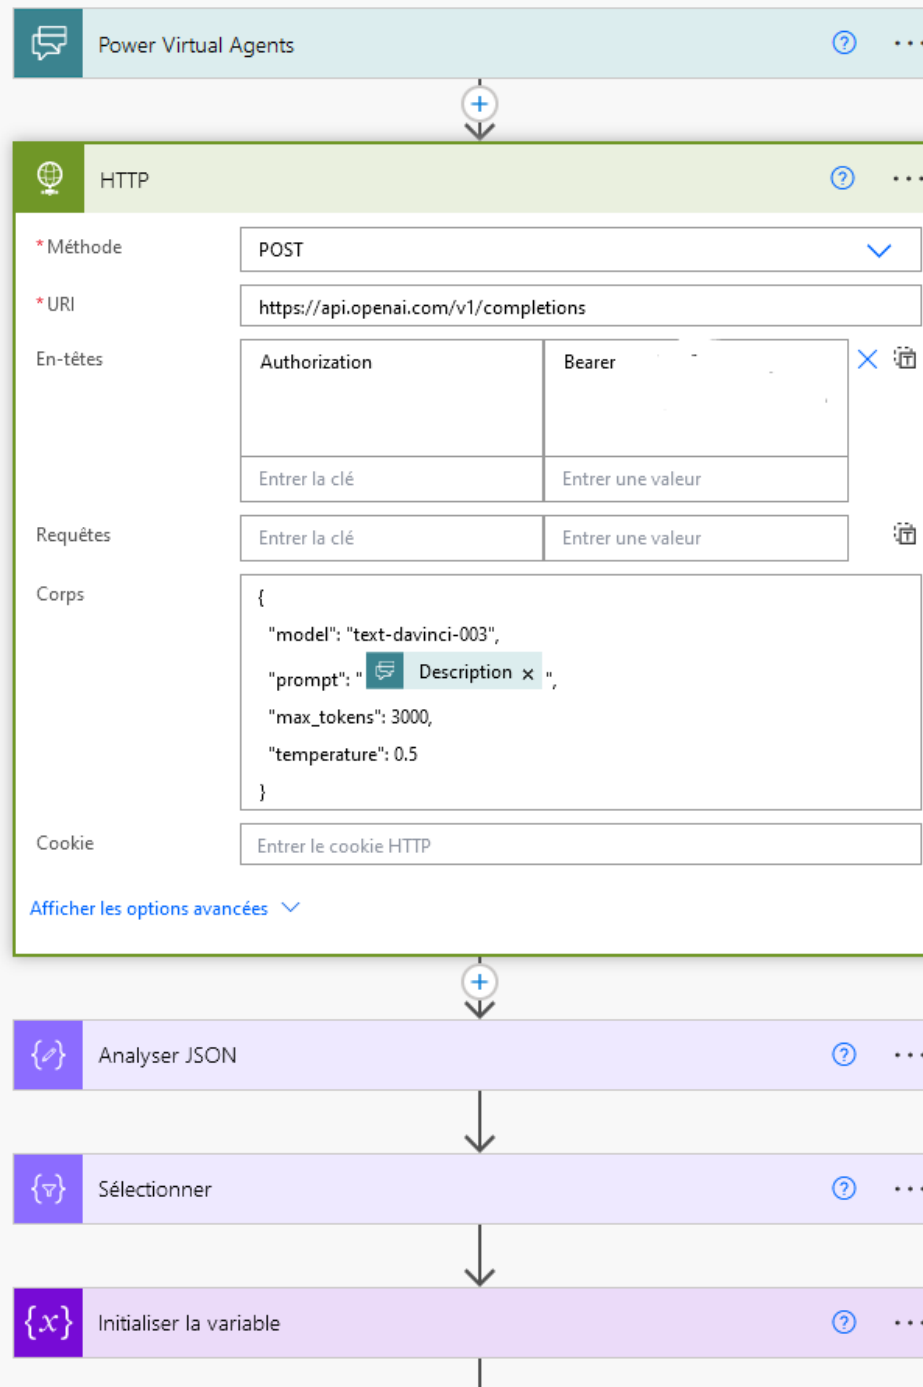 Power Virtual Agents
HTTP
* Méthode
POST
* URI
https://api.openai.com/v1/completions
En-têtes
Authorization
Bearer
Entrer la clé
Entrer une valeur
Requêtes
Entrer la clé
Entrer une valeur
Corps
{
"model": "text-davinci-003",
"prompt": " Description × ",
"max_tokens": 3000,
"temperature": 0.5
}
Cookie
Entrer le cookie HTTP
Afficher les options avancées
Analyser JSON
Sélectionner
{x} Initialiser la variable